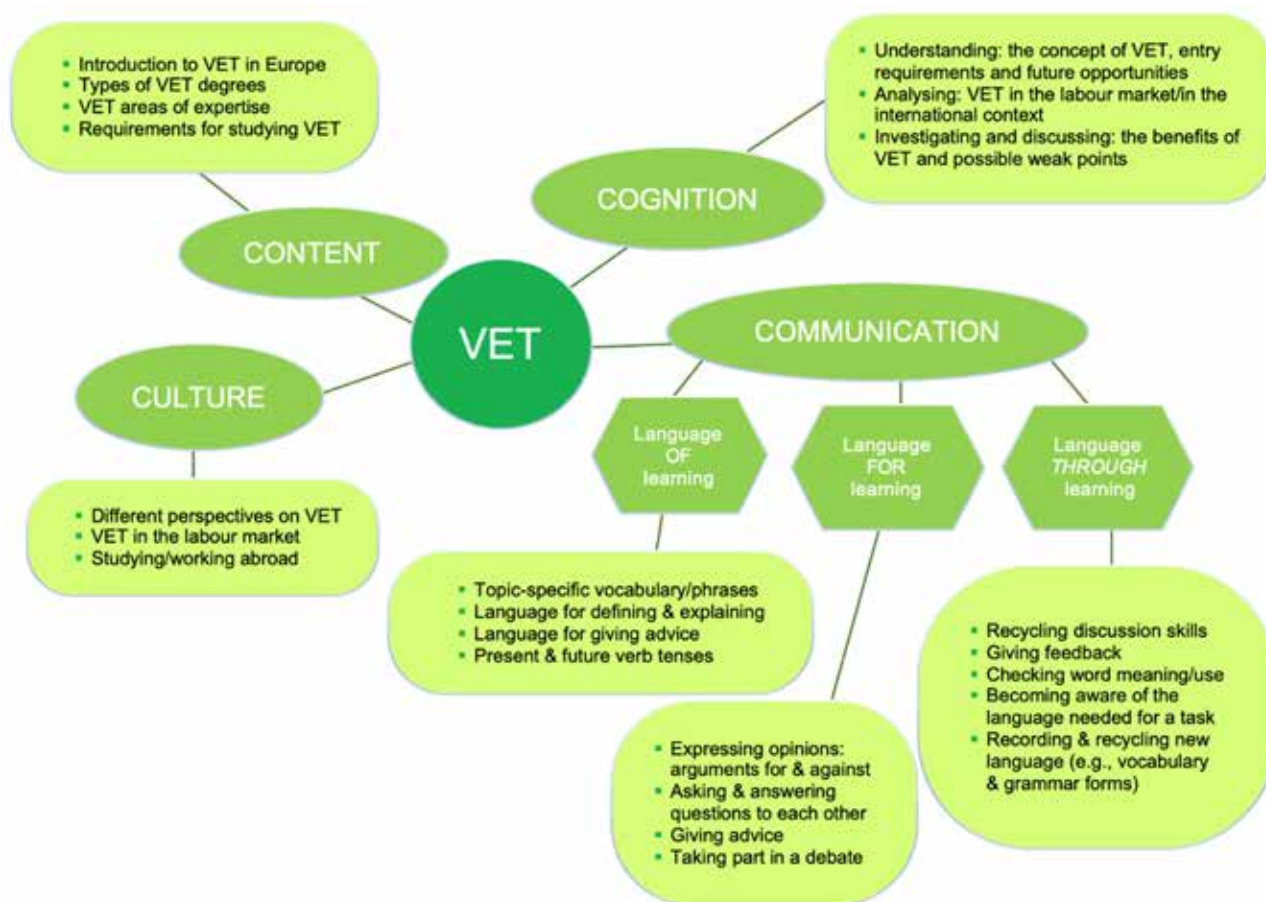 Introduction to VET in Europe
Types of VET degrees
VET areas of expertise
Requirements for studying VET
Understanding: the concept of VET, entry
requirements and future opportunities
Analysing: VET in the labour market/in the
international context
Investigating and discussing: the benefits of
VET and possible weak points
COGNITION
CONTENT
VET
COMMUNICATION
CULTURE
Language
OF
learning
Language
FOR
learning
Language
THROUGH
learning
Different perspectives on VET
VET in the labour market
Studying/working abroad
Topic-specific vocabulary/phrases
Language for defining & explaining
Language for giving advice
Present & future verb tenses
Expressing opinions:
arguments for & against
Asking & answering
questions to each other
Giving advice
Taking part in a debate
Recycling discussion skills
Giving feedback
Checking word meaning/use
Becoming aware of the
language needed for a task
Recording & recycling new
language (e.g., vocabulary
& grammar forms)